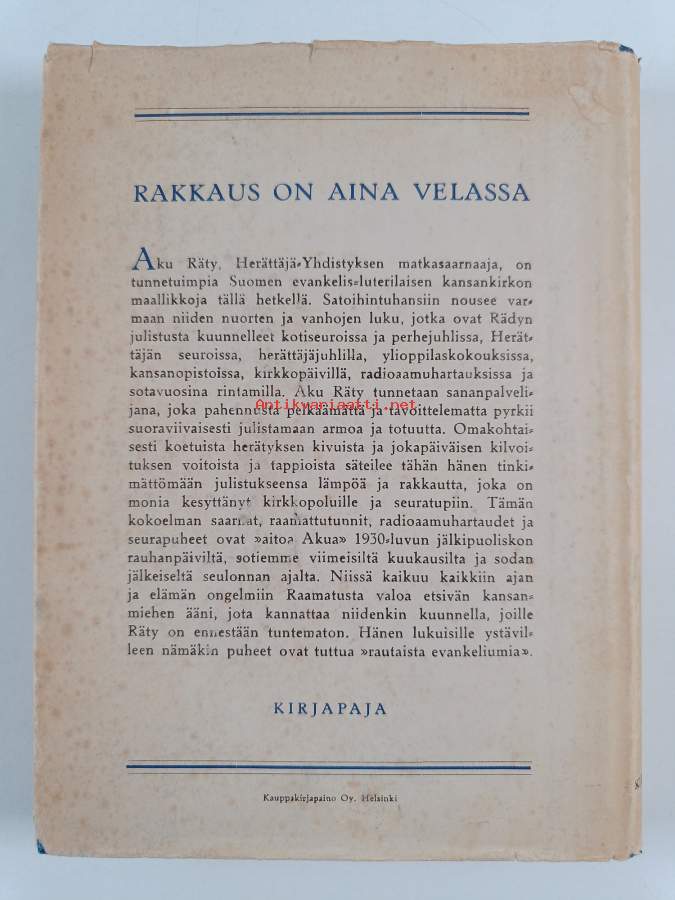 RAKKAUS ON AINA VELASSA
Aku Räty, Herättäjä-Yhdistyksen matkasaarnaaja, on
tunnetuimpia Suomen evankelis-luterilaisen kansankirkon
maallikkoja tällä hetkellä. Satoihintuhansiin nousee var-
maan niiden nuorten ja vanhojen luku, jotka ovat Rädyn
julistusta kuunnelleet kotiseuroissa ja perhejuhlissa, Herät-
täjän seuroissa, herättäjäjuhlilla, ylioppilaskokouksissa,
kansanopistoissa, kirkkopäivillä, radioaamuhartauksissa ja
sotavuosina rintamilla. Aku Räty tunnetaan sananpalveli-
jana, joka pahennusta pelkäämättä ja tavoittelematta pyrkii
Antikvariaatti.net
suoraviivaisesti julistamaan armoa ja totuutta. Omakohtai-
sesti koetuista herätyksen kivuista ja jokapäiväisen kilvoi-
tuksen voitoista ja tappioista säteilee tähän hänen tinki-
mättömään julistukseensa lämpöä ja rakkautta, joka on
monia kesyttänyt kirkkopoluille ja seuratupiin. Tämän
kokoelman saarnat, raamattutunnit, radioaamuhartaudet ja
seurapuheet ovat »aitoa Akua» 1930-luvun jälkipuoliskon
rauhanpäiviltä, sotiemme viimeisiltä kuukausilta ja sodan
jälkeiseltä seulonnan ajalta. Niissä kaikuu kaikkiin ajan
ja elämän ongelmiin Raamatusta valoa etsivän kansan-
miehen ääni, jota kannattaa niidenkin kuunnella, joille
Räty on ennestään tuntematon. Hänen lukuisille ystävil-
leen nämäkin puheet ovat tuttua »rautaista evankeliumia».
KIRJAPAJA
Kauppakirjapaino Oy. Helsinki